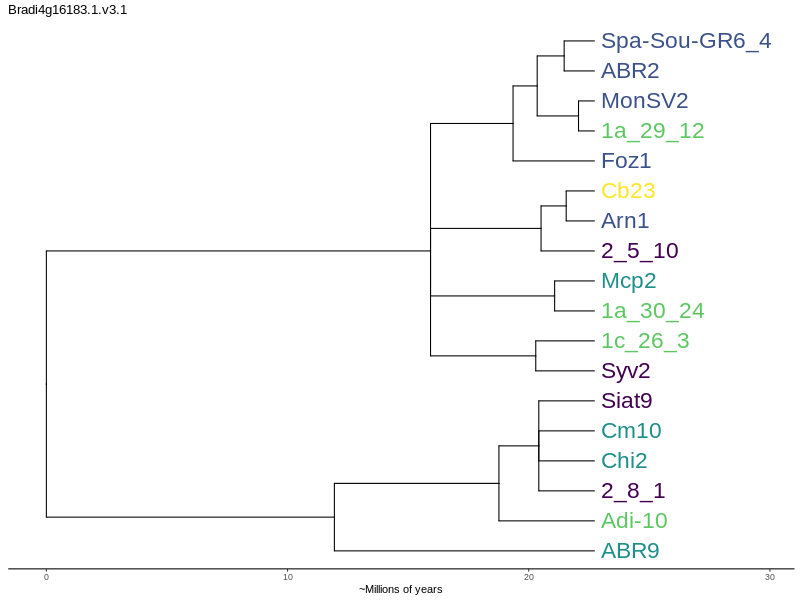 Bradi4g16183.1.v3.1
Spa-Sou-GR6_4
ABR2
MonSV2
1a_29_12
Foz1
Cb23
Arn1
2_5_10
Mcp2
1a_30_24
1c_26_3
Syv2
Siat9
Cm10
Chi2
2_8_1
Adi-10
ABR9
0 10 20 30
~Millions of years